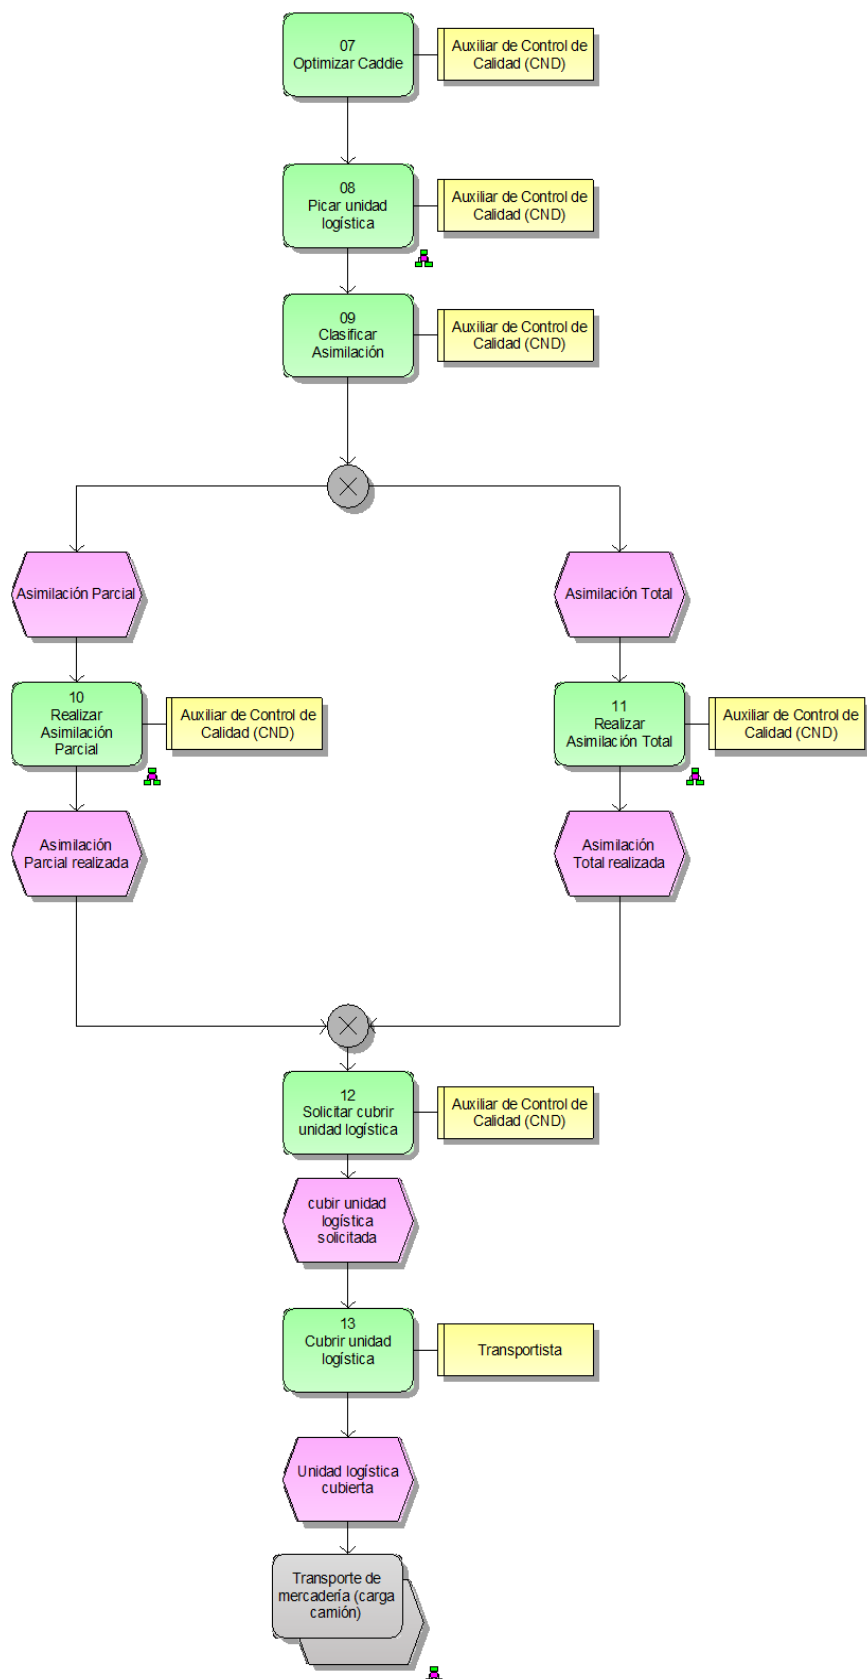 07
Optimizar Caddie
Auxiliar de Control de
Calidad (CND)
08
Picar unidad
logística
Auxiliar de Control de
Calidad (CND)
09
Clasificar
Asimilación
Auxiliar de Control de
Calidad (CND)
Asimilación Parcial
Asimilación Total
10
Realizar
Asimilación
Parcial
Auxiliar de Control de
Calidad (CND)
11
Realizar
Asimilación Total
Auxiliar de Control de
Calidad (CND)
Asimilación
Parcial realizada
Asimilación
Total realizada
12
Solicitar cubrir
unidad logística
Auxiliar de Control de
Calidad (CND)
cubir unidad
logística
solicitada
13
Cubrir unidad
logística
Transportista
Unidad logística
cubierta
Transporte de
mercadería (carga
camión)